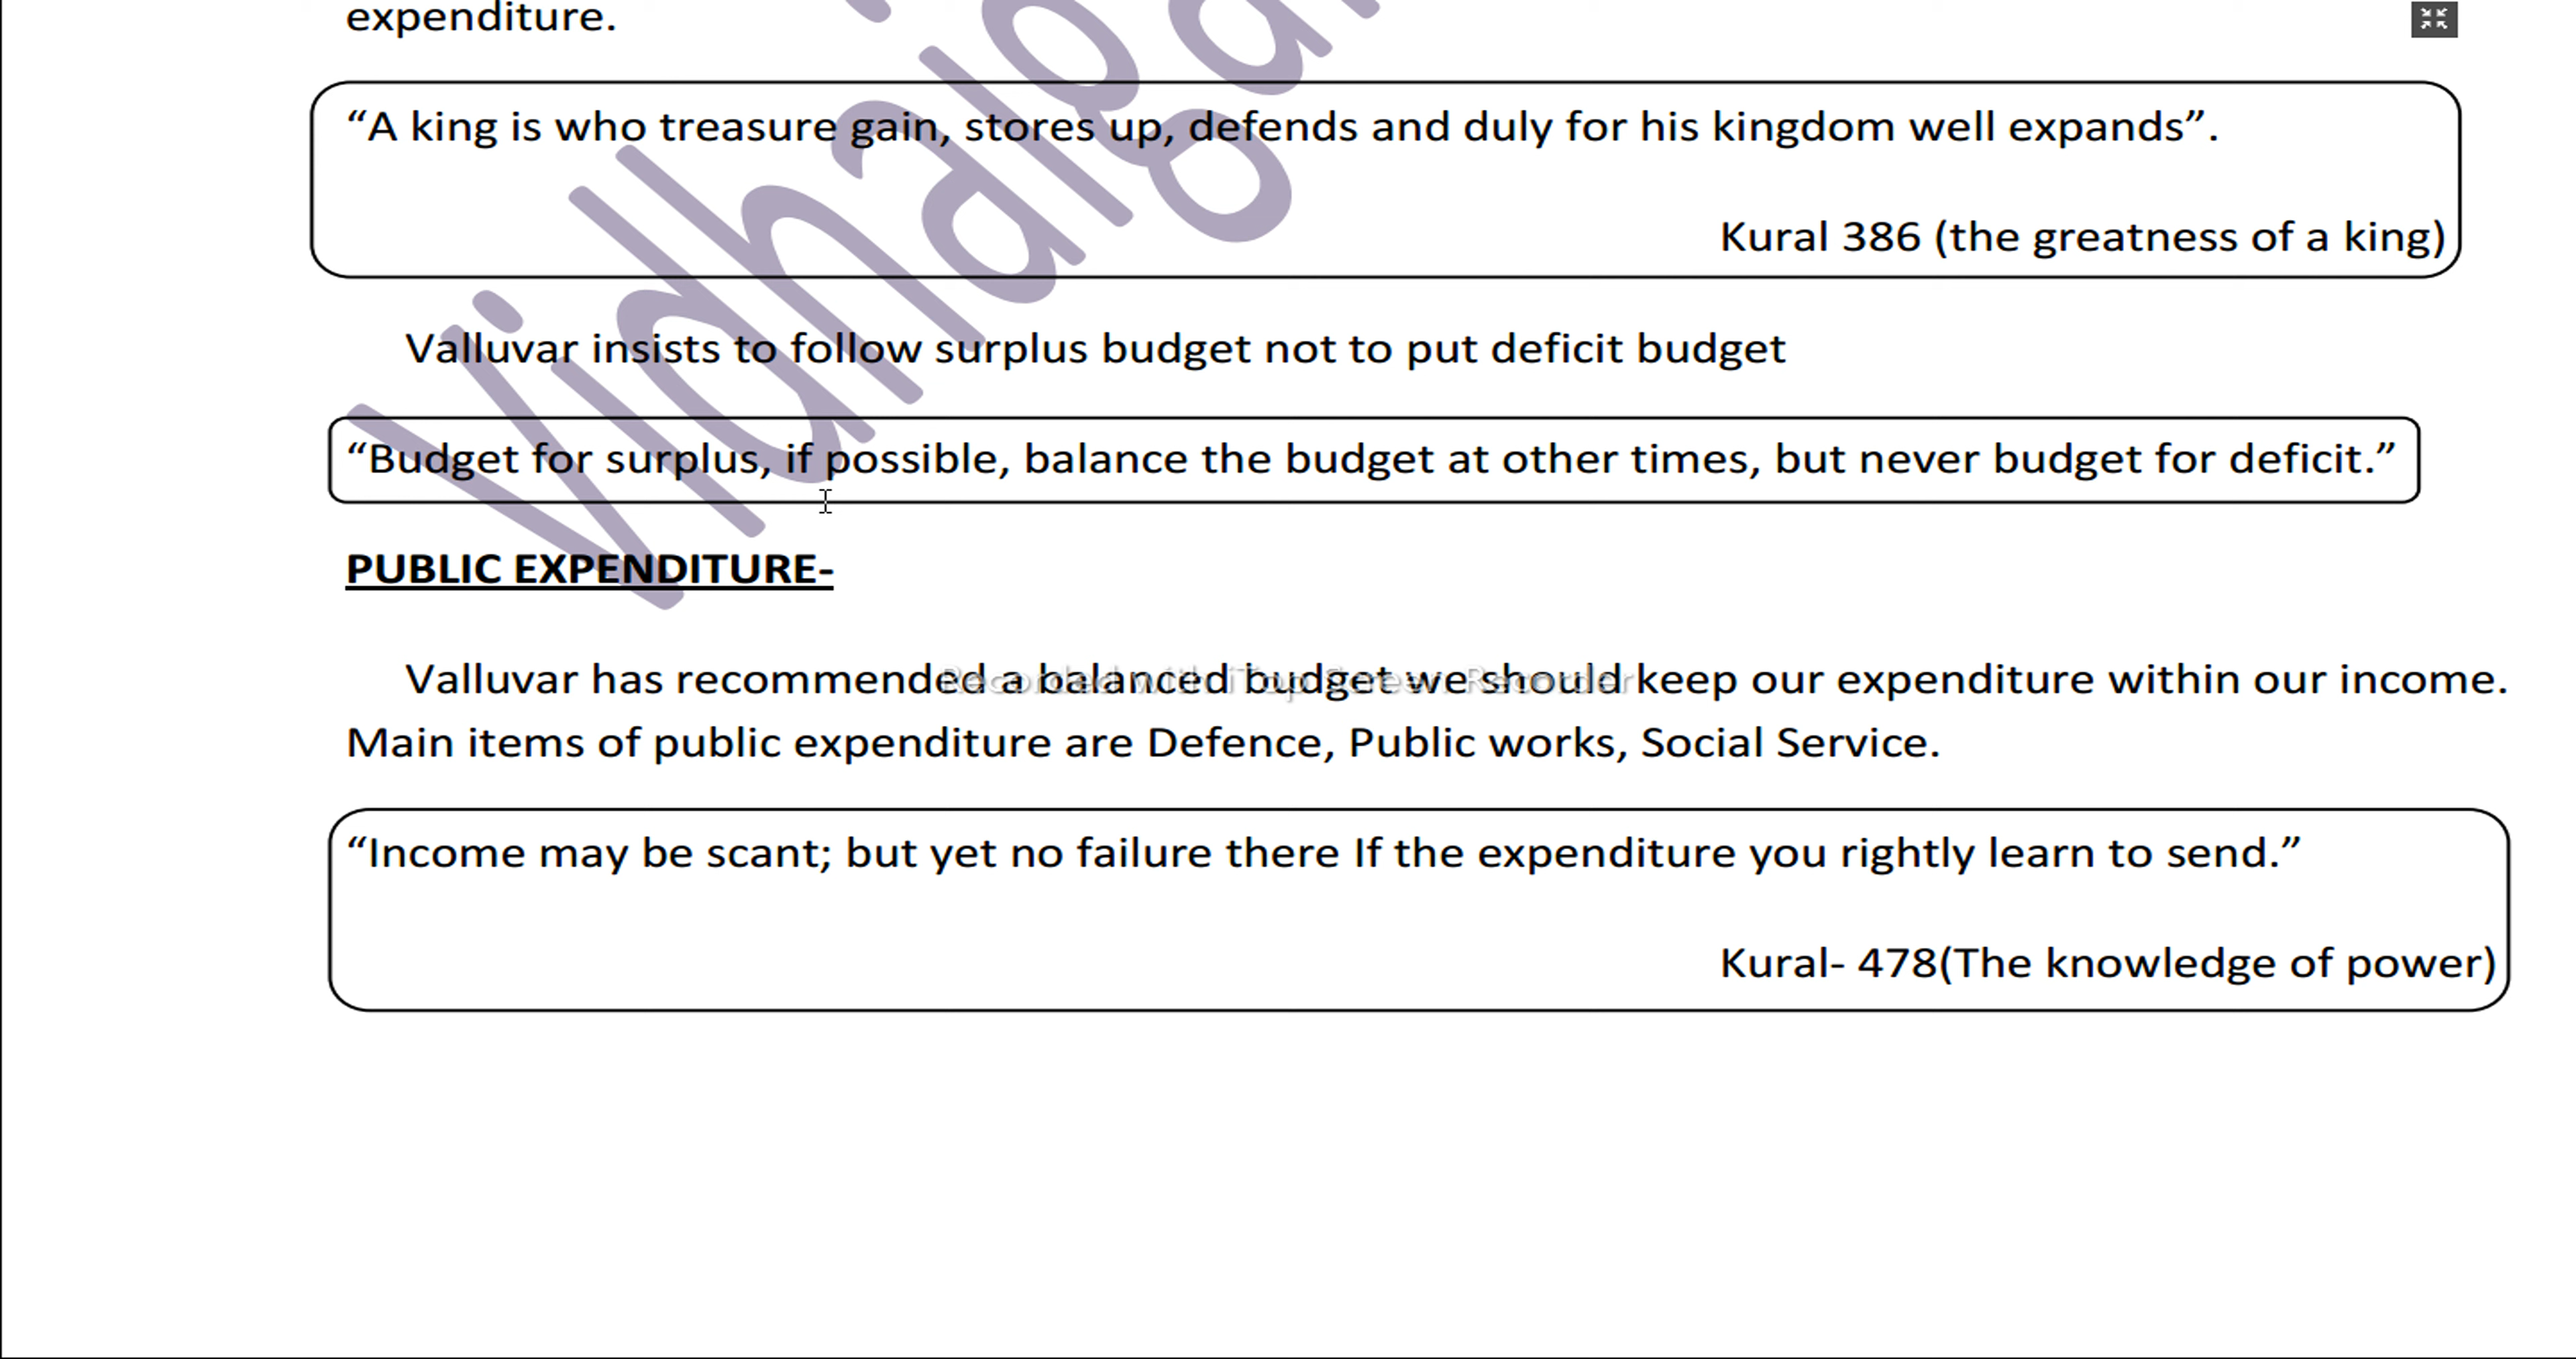 expenditure.
“A king is who treasure gain, stores up, defends and duly for his kingdom well expands”.
Kural 386 (the greatness of a king)
Valluvar insists to follow surplus budget not to put deficit budget
“Budget for surplus, if possible, balance the budget at other times, but never budget for deficit.”
PUBLIC EXPENDITURE-
Valluvar has recommended a balanced budget we should keep our expenditure within our income.
Recorded with iTop Screen Recorder
Main items of public expenditure are Defence, Public works, Social Service.
“Income may be scant; but yet no failure there If the expenditure you rightly learn to send.”
Kural- 478(The knowledge of power)